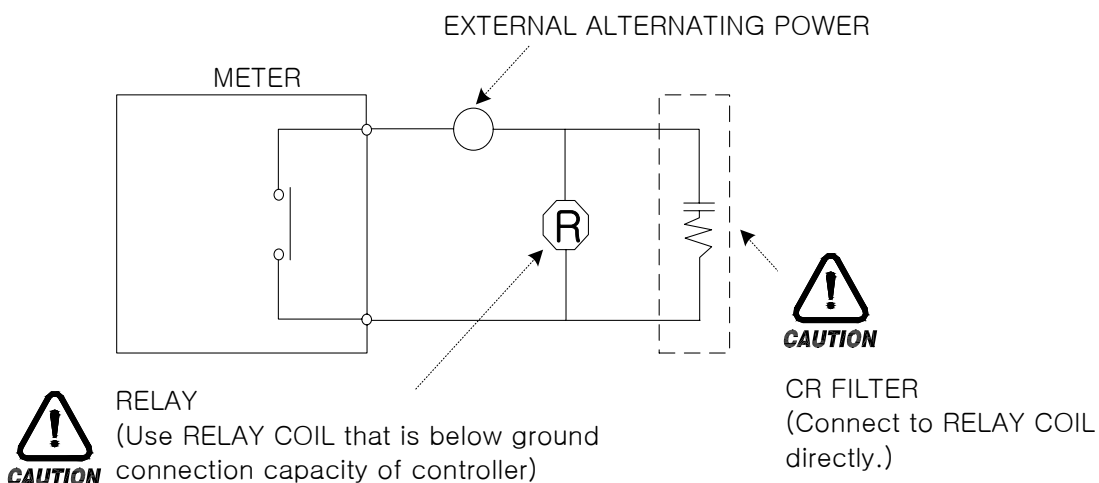 EXTERNAL ALTERNATING POWER
METER
R
CAUTION
CR FILTER
(Connect to RELAY COIL
directly.)
CAUTION
RELAY
(Use RELAY COIL that is below ground
connection capacity of controller)